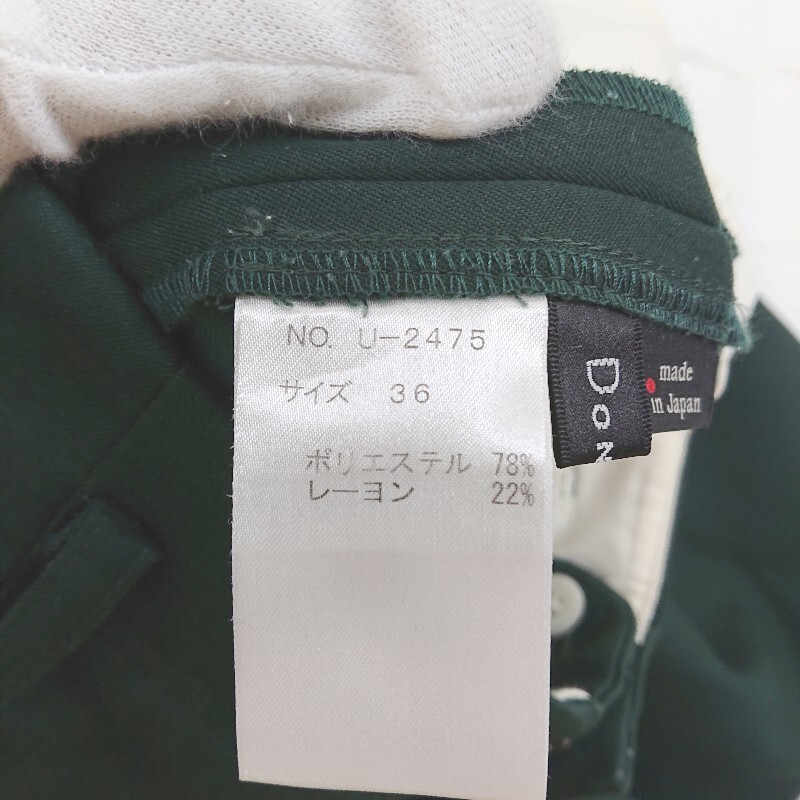 NO. U-2475
サイズ 36
ポリエステル 78%
レーヨン 22%
made
in Japan